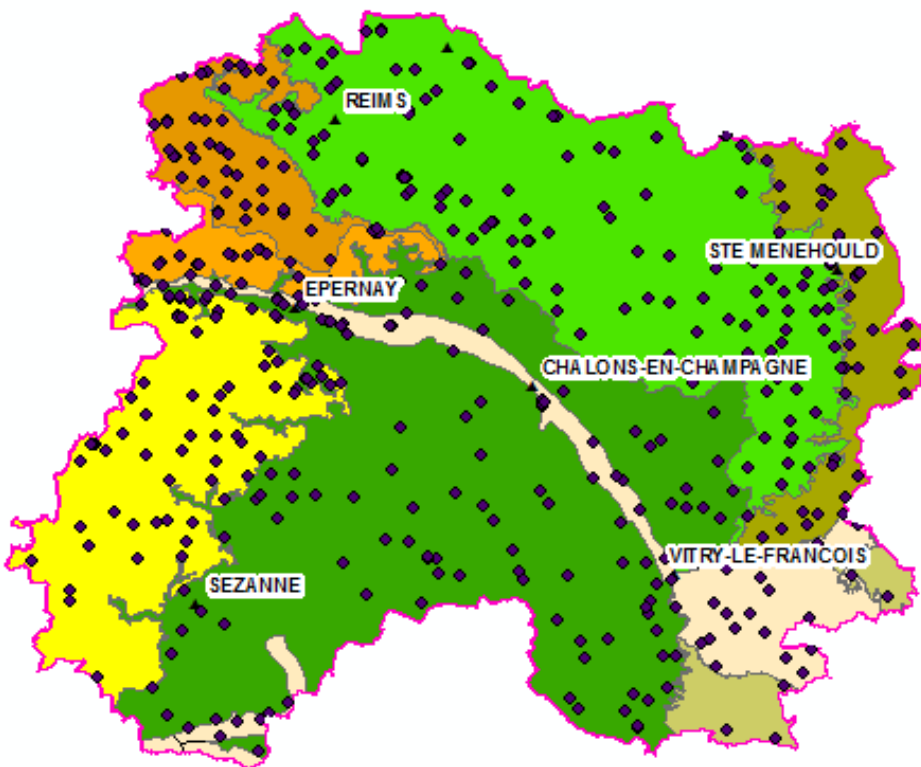 REIMS
STE MENEHOULD
EPERNAY
CHALONS-EN-CHAMPAGNE
VITRY-LE-FRANCOIS
SEZANNE